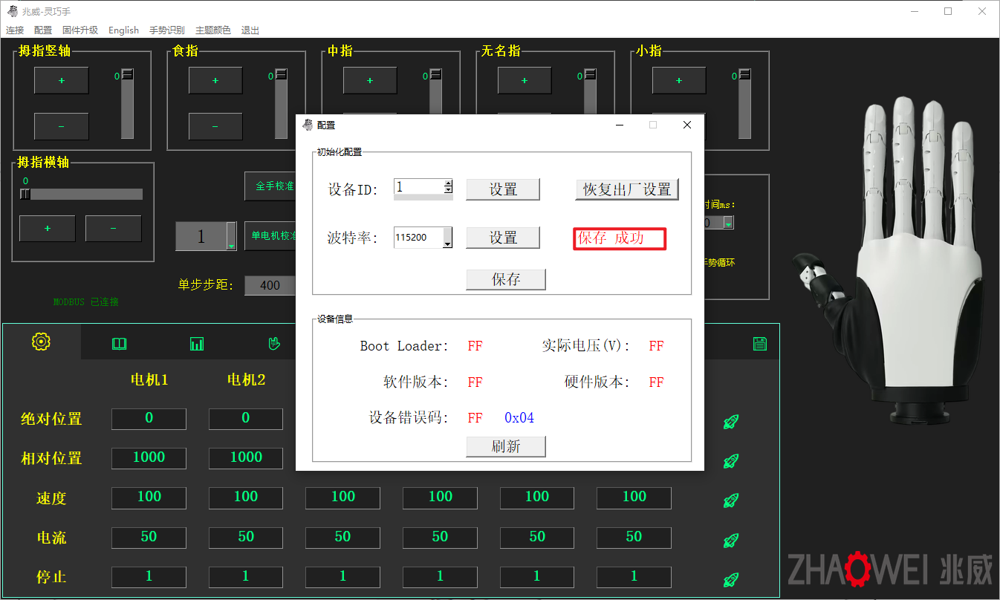 兆威-灵巧手
连接 配置 固件升级 English 手势识别 主题颜色 退出
拇指竖轴 食指 中指 无名指 小指
+ 0 + 0 + 0 + 0 + 0
- -
拇指横轴
0
+ -
全手校准
1 单电机校准
单步步距: 400
MODBUS 已连接
配置
初始化配置
设备ID: 1 设置 恢复出厂设置
波特率: 115200 设置 保存 成功
保存
设备信息
Boot Loader: FF 实际电压(V): FF
软件版本: FF 硬件版本: FF
设备错误码: FF 0x04
刷新
时间ms:
0
手势循环
电机1 电机2
绝对位置 0 0
相对位置 1000 1000
速度 100 100 100 100 100 100
电流 50 50 50 50 50 50
停止 1 1 1 1 1 1
ZHAOWEI 兆威